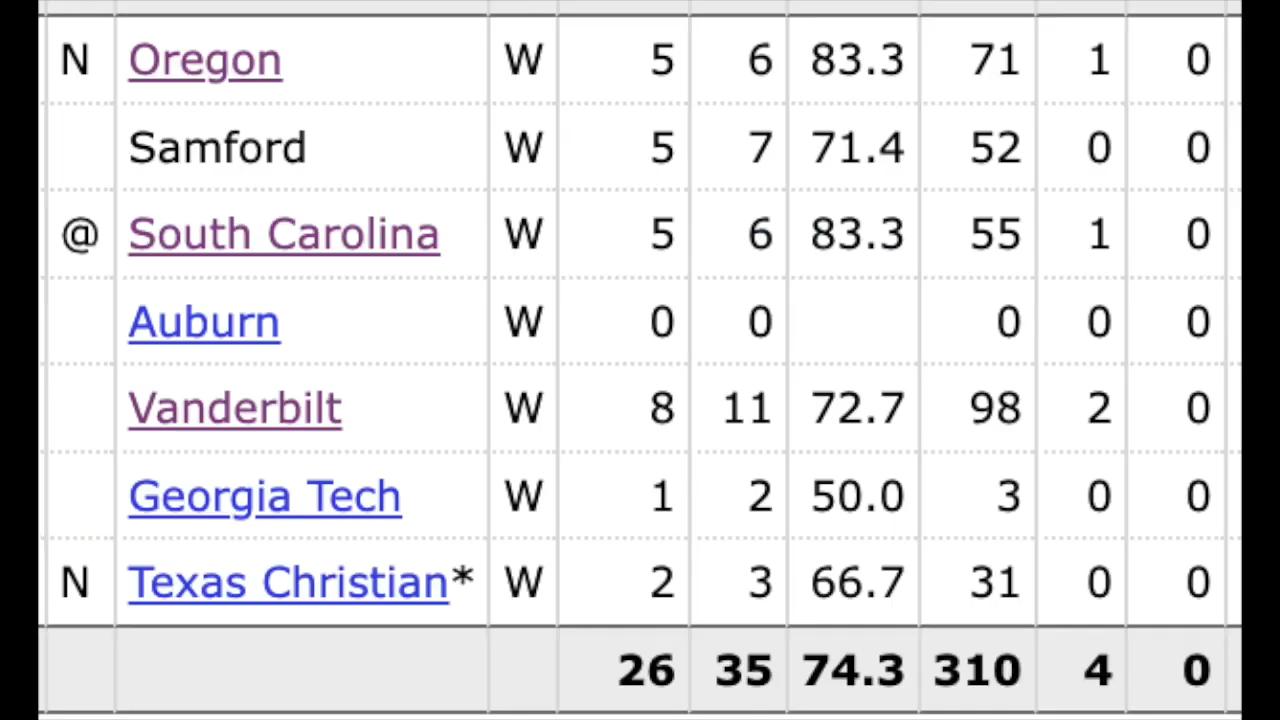 N Oregon W 5 6 83.3 71 1 0
Samford W 5 7 71.4 52 0 0
@ South Carolina W 5 6 83.3 55 1 0
Auburn W 0 0 0 0 0
Vanderbilt W 8 11 72.7 98 2 0
Georgia Tech W 1 2 50.0 3 0 0
N Texas Christian* W 2 3 66.7 31 0 0
26 35 74.3 310 4 0